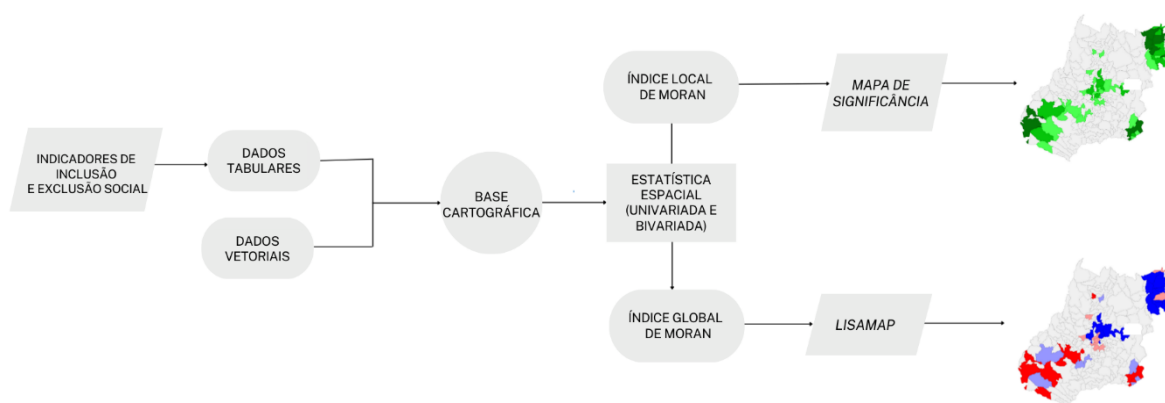 INDICADORES DE
INCLUSÃO
E EXCLUSÃO SOCIAL
DADOS
TABULARES
DADOS
VETORIAIS
BASE
CARTOGRÁFICA
ESTATÍSTICA
ESPACIAL
(UNIVARIADA E
BIVARIADA)
ÍNDICE LOCAL
DE MORAN
MAPA DE
SIGNIFICÂNCIA
ÍNDICE GLOBAL
DE MORAN
LISAMAP